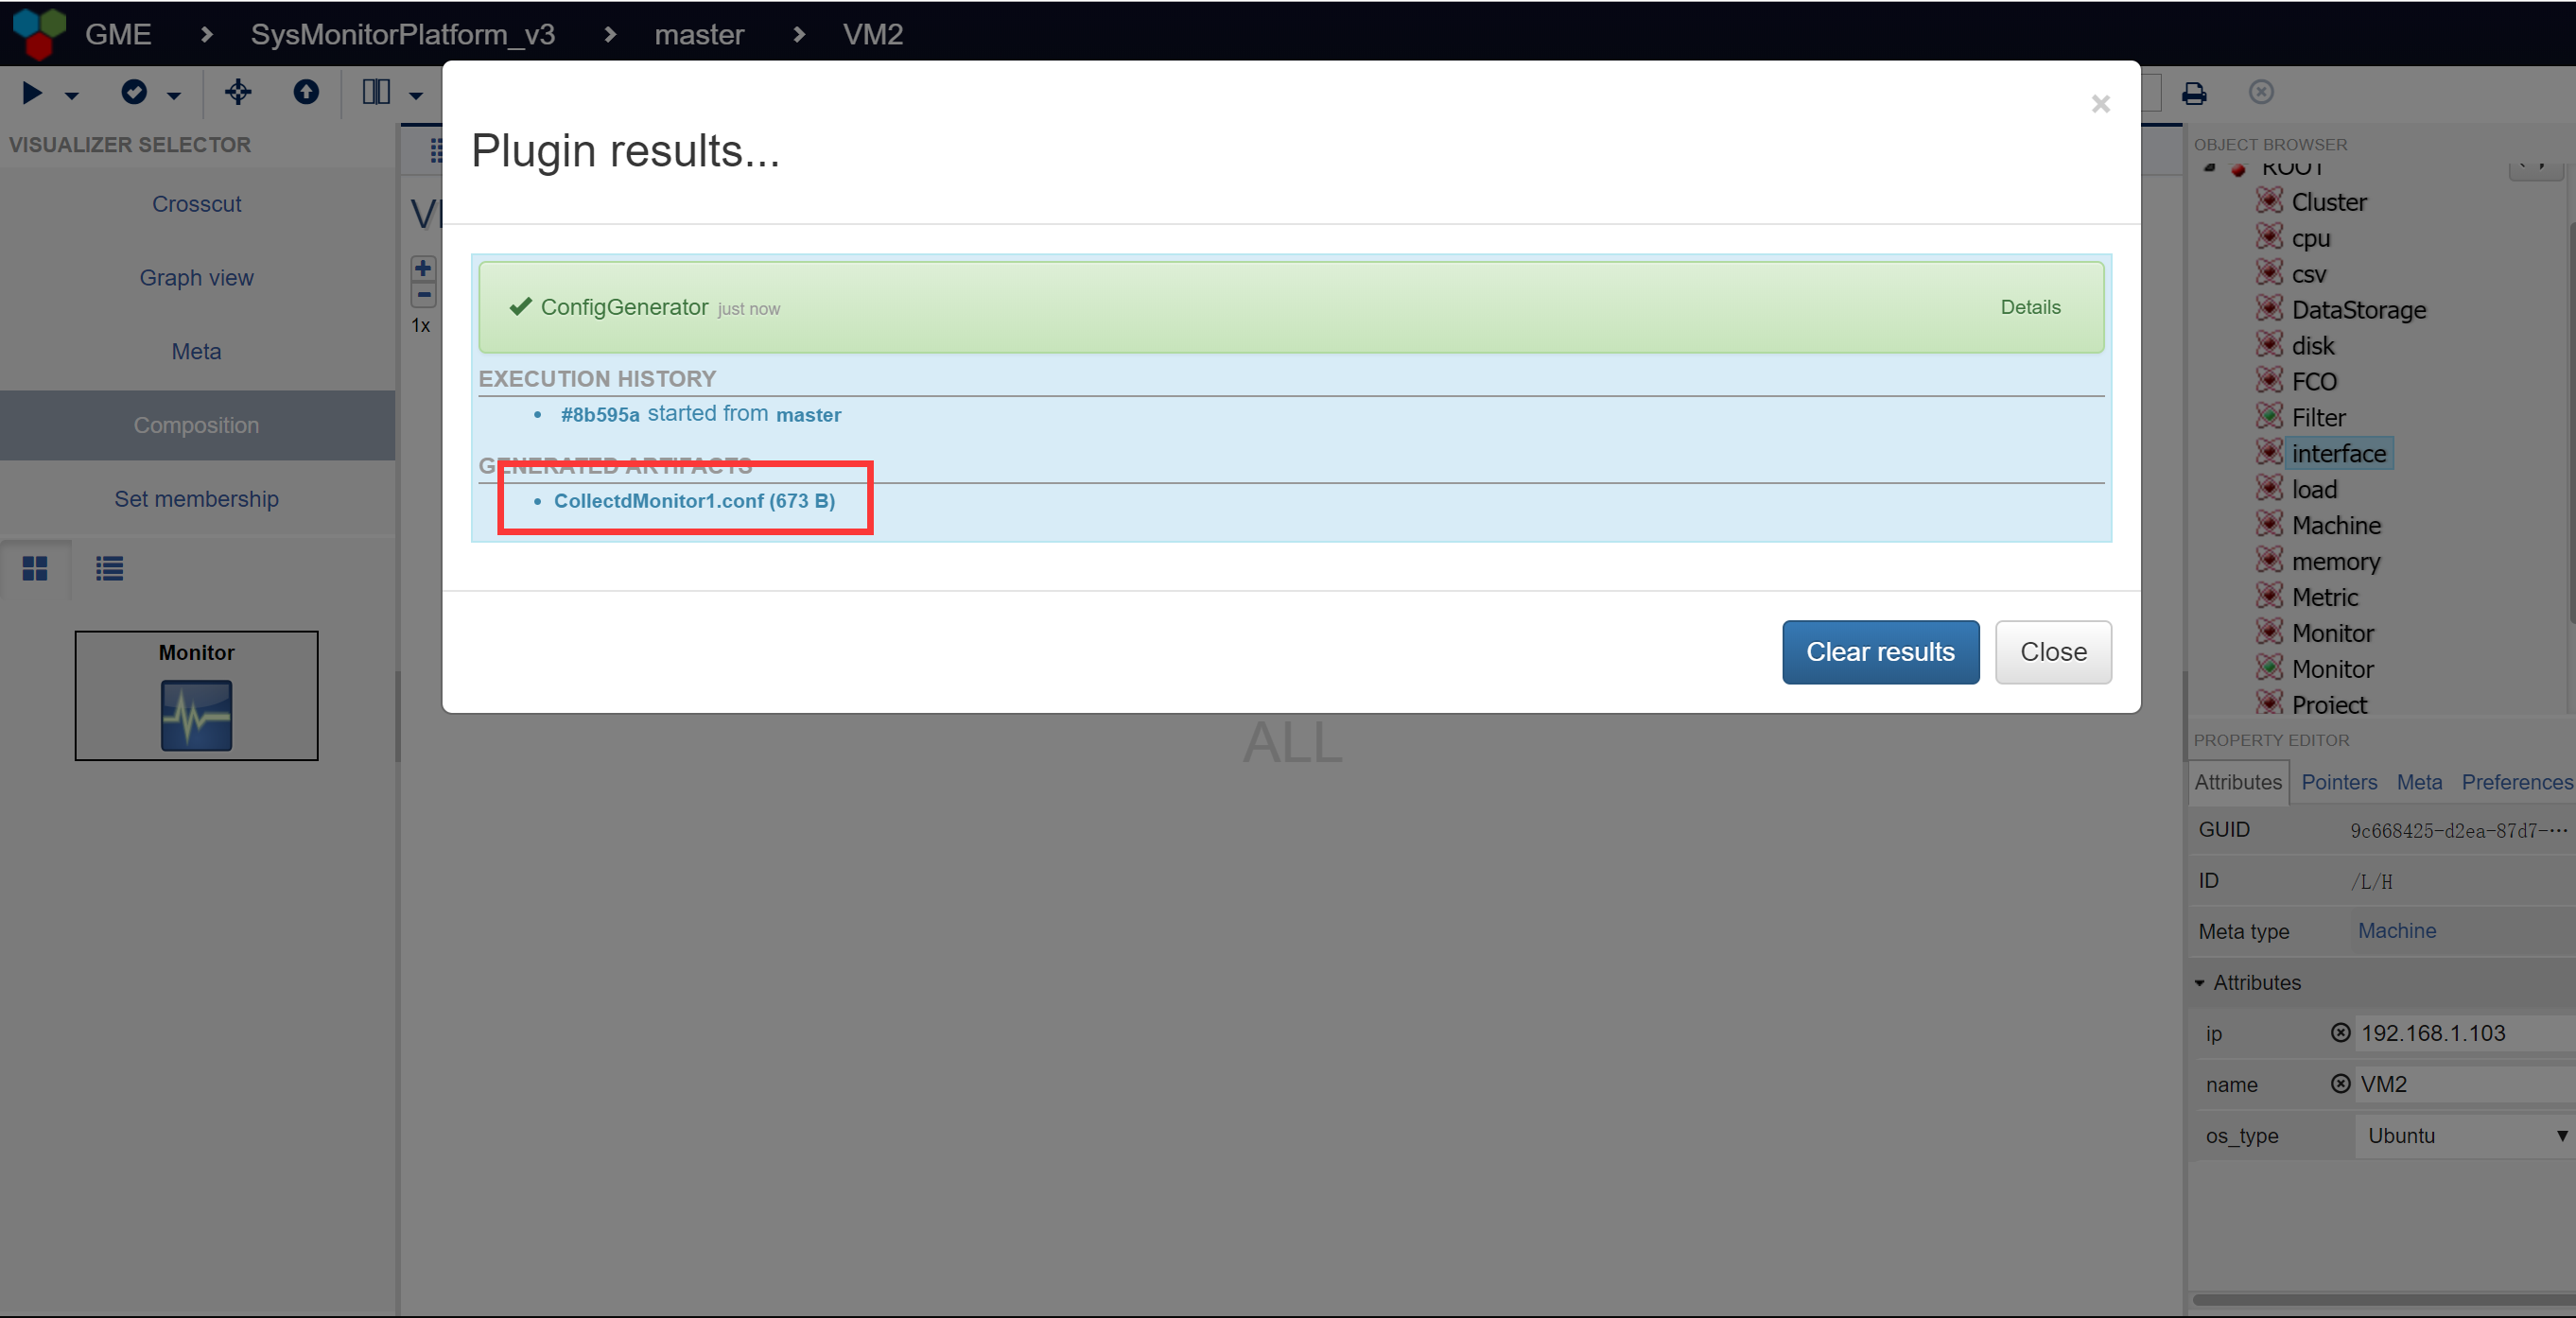 GME > SysMonitorPlatform_v3 > master > VM2
VISUALIZER SELECTOR
Crosscut
Graph view
Meta
Composition
Set membership
Monitor
1x
Plugin results...
×
ConfigGenerator just now
Details
EXECUTION HISTORY
#8b595a started from master
GENERATED ARTIFACTS
CollectdMonitor1.conf (673 B)
Clear results
Close
ALL
OBJECT BROWSER
ROOT
Cluster
cpu
csv
DataStorage
disk
FCO
Filter
interface
load
Machine
memory
Metric
Monitor
Monitor
Project
PROPERTY EDITOR
Attributes Pointers Meta Preferences
GUID 9c668425-d2ea-87d7-···
ID /L/H
Meta type Machine
Attributes
ip 192.168.1.103
name VM2
os_type Ubuntu